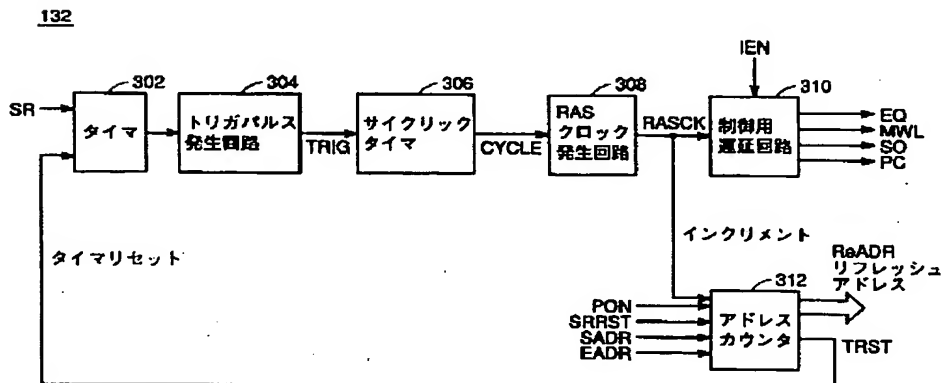 132
302
304
306
308
IEN
310
SR
タイマ
トリガパルス
発生回路
TRIG
サイクリック
タイマ
CYCLE
RAS
クロック
発生回路
RASCK
制御用
遅延回路
EQ
MWL
SO
PC
タイマリセット
インクリメント
ReADR
リフレッシュ
アドレス
312
PON
SRRST
SADR
EADR
アドレス
カウンタ
TRST